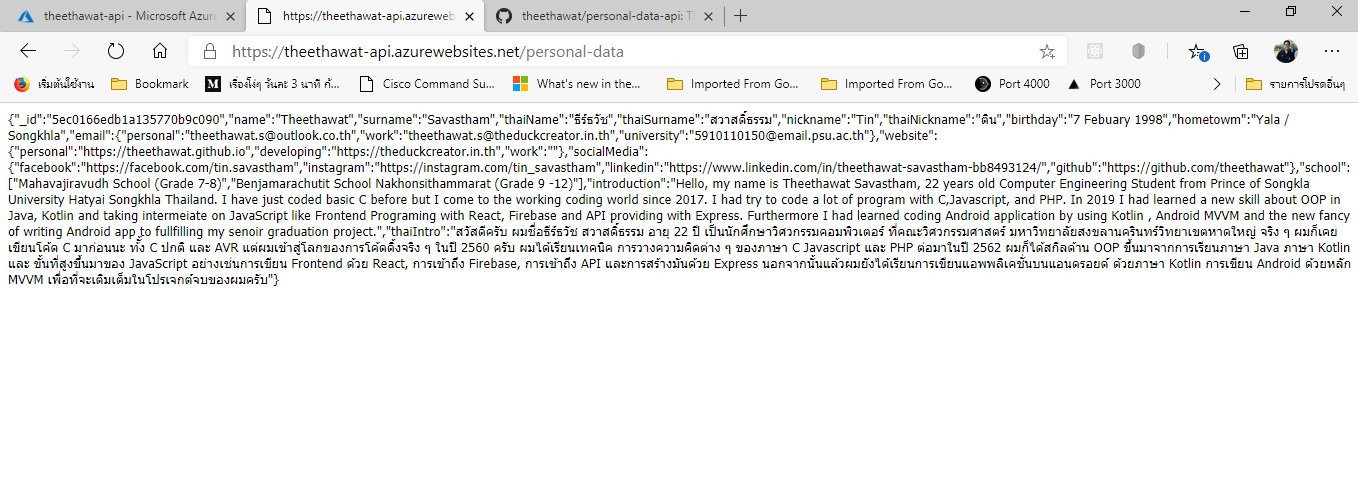 theethawat-api - Microsoft Azur
https://theethawat-api.azureweb
theethawat/personal-data-api: T
https://theethawat-api.azurewebsites.net/personal-data
เริ่มต้นใช้งาน
Bookmark
เรื่องโง่ๆ วันละ 3 นาที ก้...
Cisco Command Su...
What's new in the...
Imported From Go...
Imported From Go...
Port 4000
Port 3000
รายการโปรดอื่นๆ
{"_id":"5ec0166edb1a135770b9c090","name":"Theethawat","surname":"Savastham","thaiName":"ธีร์ธวัช","thaiSurname":"สวาสดิ์ธรรม","nickname":"Tin","thaiNickname":"ติน","birthday":"7 Febuary 1998","hometowm":"Yala /
Songkhla","email":{"personal":"theethawat.s@outlook.co.th","work":"theethawat.s@theduckcreator.in.th","university":"5910110150@email.psu.ac.th"},"website":
{"personal":"https://theethawat.github.io","developing":"https://theduckcreator.in.th","work":""},"socialMedia":
{"facebook":"https://facebook.com/tin.savastham","instagram":"https://instagram.com/tin_savastham","linkedin":"https://www.linkedin.com/in/theethawat-savastham-bb8493124/","github":"https://github.com/theethawat"},"school":
["Mahavajiravudh School (Grade 7-8)","Benjamarachutit School Nakhonsithammarat (Grade 9 -12)"],"introduction":"Hello, my name is Theethawat Savastham, 22 years old Computer Engineering Student from Prince of Songkla
University Hatyai Songkhla Thailand. I have just coded basic C before but I come to the working coding world since 2017. I had try to code a lot of program with C,Javascript, and PHP. In 2019 I had learned a new skill about OOP in
Java, Kotlin and taking intermeiate on JavaScript like Frontend Programing with React, Firebase and API providing with Express. Furthermore I had learned coding Android application by using Kotlin , Android MVVM and the new fancy
of writing Android app to fullfilling my senoir graduation project.","thaiIntro":"สวัสดีครับ ผมชื่อธีร์ธวัช สวาสดิ์ธรรม อายุ 22 ปี เป็นนักศึกษาวิศวกรรมคอมพิวเตอร์ ที่คณะวิศวกรรมศาสตร์ มหาวิทยาลัยสงขลานครินทร์วิทยาเขตหาดใหญ่ จริง ๆ ผมก็เคย
เขียนโค้ด C มาก่อนนะ ทั้ง C ปกติ และ AVR แต่ผมเข้าสู่โลกของการโค้ดดิ้งจริง ๆ ในปี 2560 ครับ ผมได้เรียนเทคนิค การวางความคิดต่าง ๆ ของภาษา C Javascript และ PHP ต่อมาในปี 2562 ผมก็ได้สกิลด้าน OOP ขึ้นมาจากการเรียนภาษา Java ภาษา Kotlin
และ ขั้นที่สูงขึ้นมาของ JavaScript อย่างเช่นการเขียน Frontend ด้วย React, การเข้าถึง Firebase, การเข้าถึง API และการสร้างมันด้วย Express นอกจากนั้นแล้วผมยังได้เรียนการเขียนแอพพลิเคชั่นบนแอนดรอยด์ ด้วยภาษา Kotlin การเขียน Android ด้วยหลัก
MVVM เพื่อที่จะเติมเต็มในโปรเจกต์จบของผมครับ"}